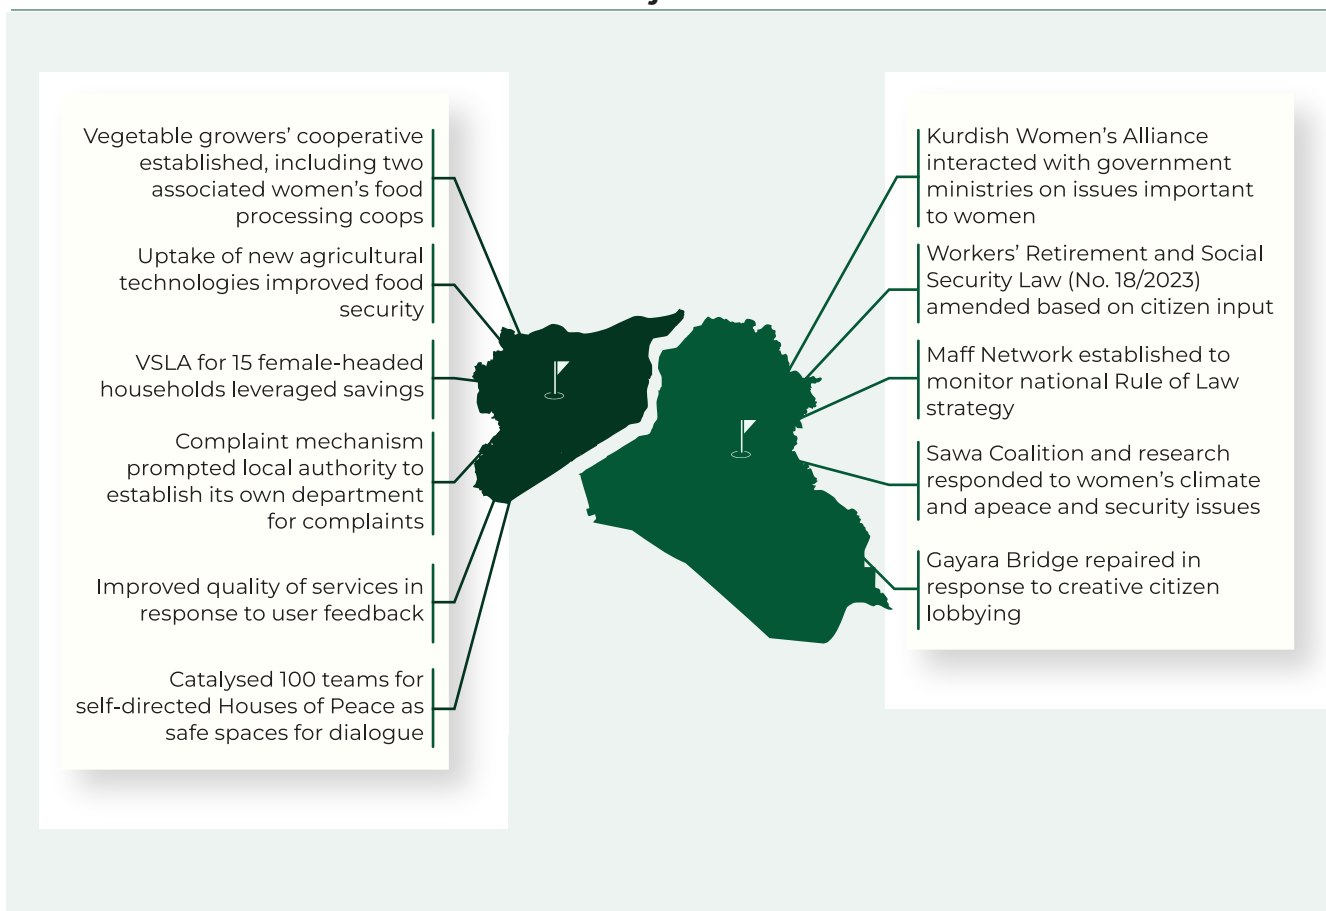 Vegetable growers’ cooperative
established, including two
associated women’s food
processing coops
Uptake of new agricultural
technologies improved food
security
VSLA for 15 female-headed
households leveraged savings
Complaint mechanism
prompted local authority to
establish its own department
for complaints
Improved quality of services in
response to user feedback
Catalysed 100 teams for
self-directed Houses of Peace as
safe spaces for dialogue
Kurdish Women’s Alliance
interacted with government
ministries on issues important
to women
Workers’ Retirement and Social
Security Law (No. 18/2023)
amended based on citizen input
Maff Network established to
monitor national Rule of Law
strategy
Sawa Coalition and research
responded to women’s climate
and apeace and security issues
Gayara Bridge repaired in
response to creative citizen
lobbying